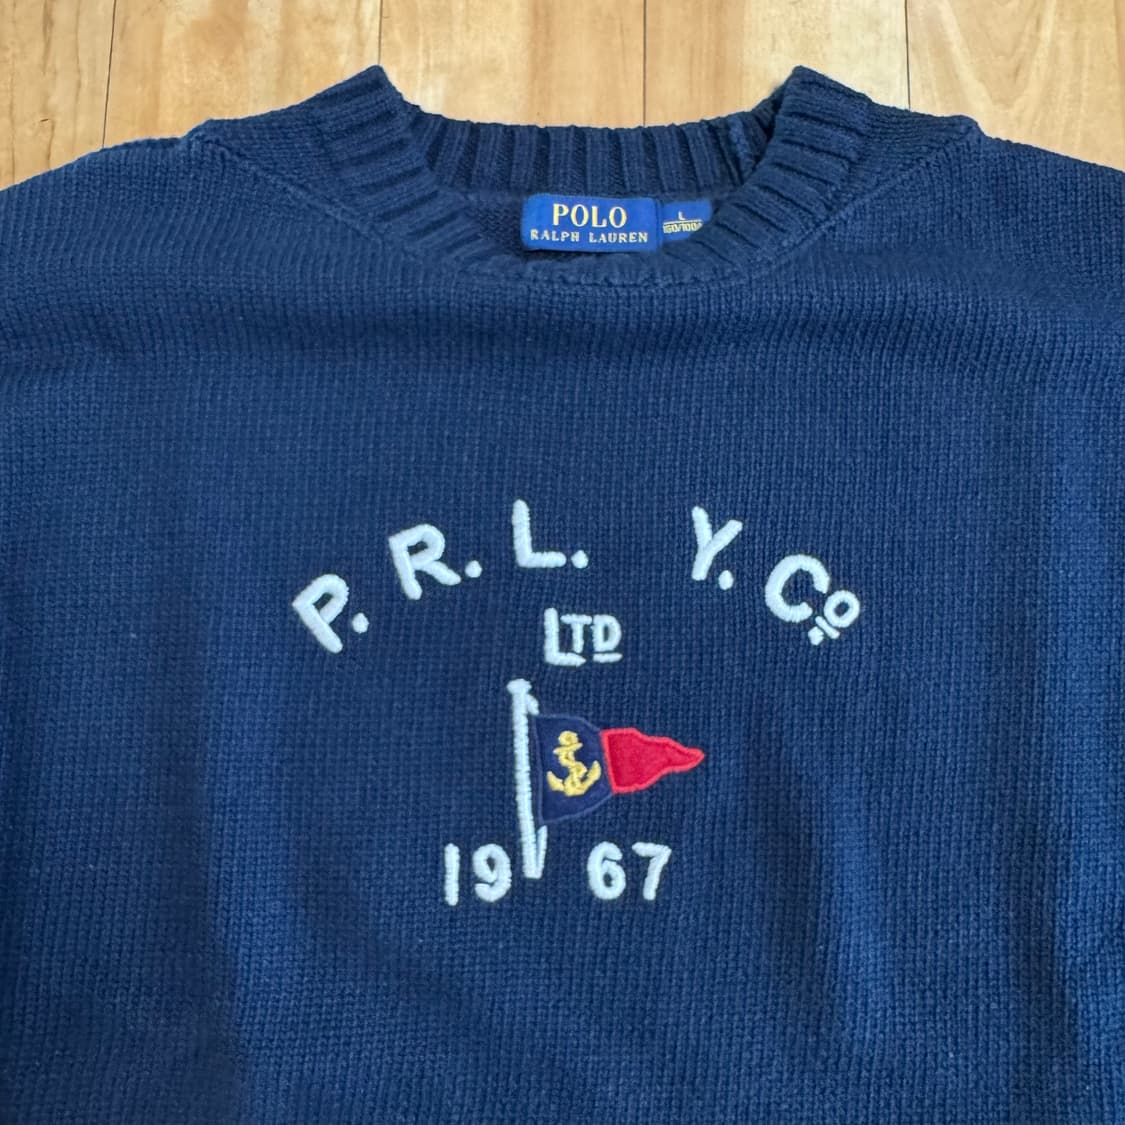 POLO
RALPH LAUREN
L
P. R. L. Y. Co
LTD
19 67